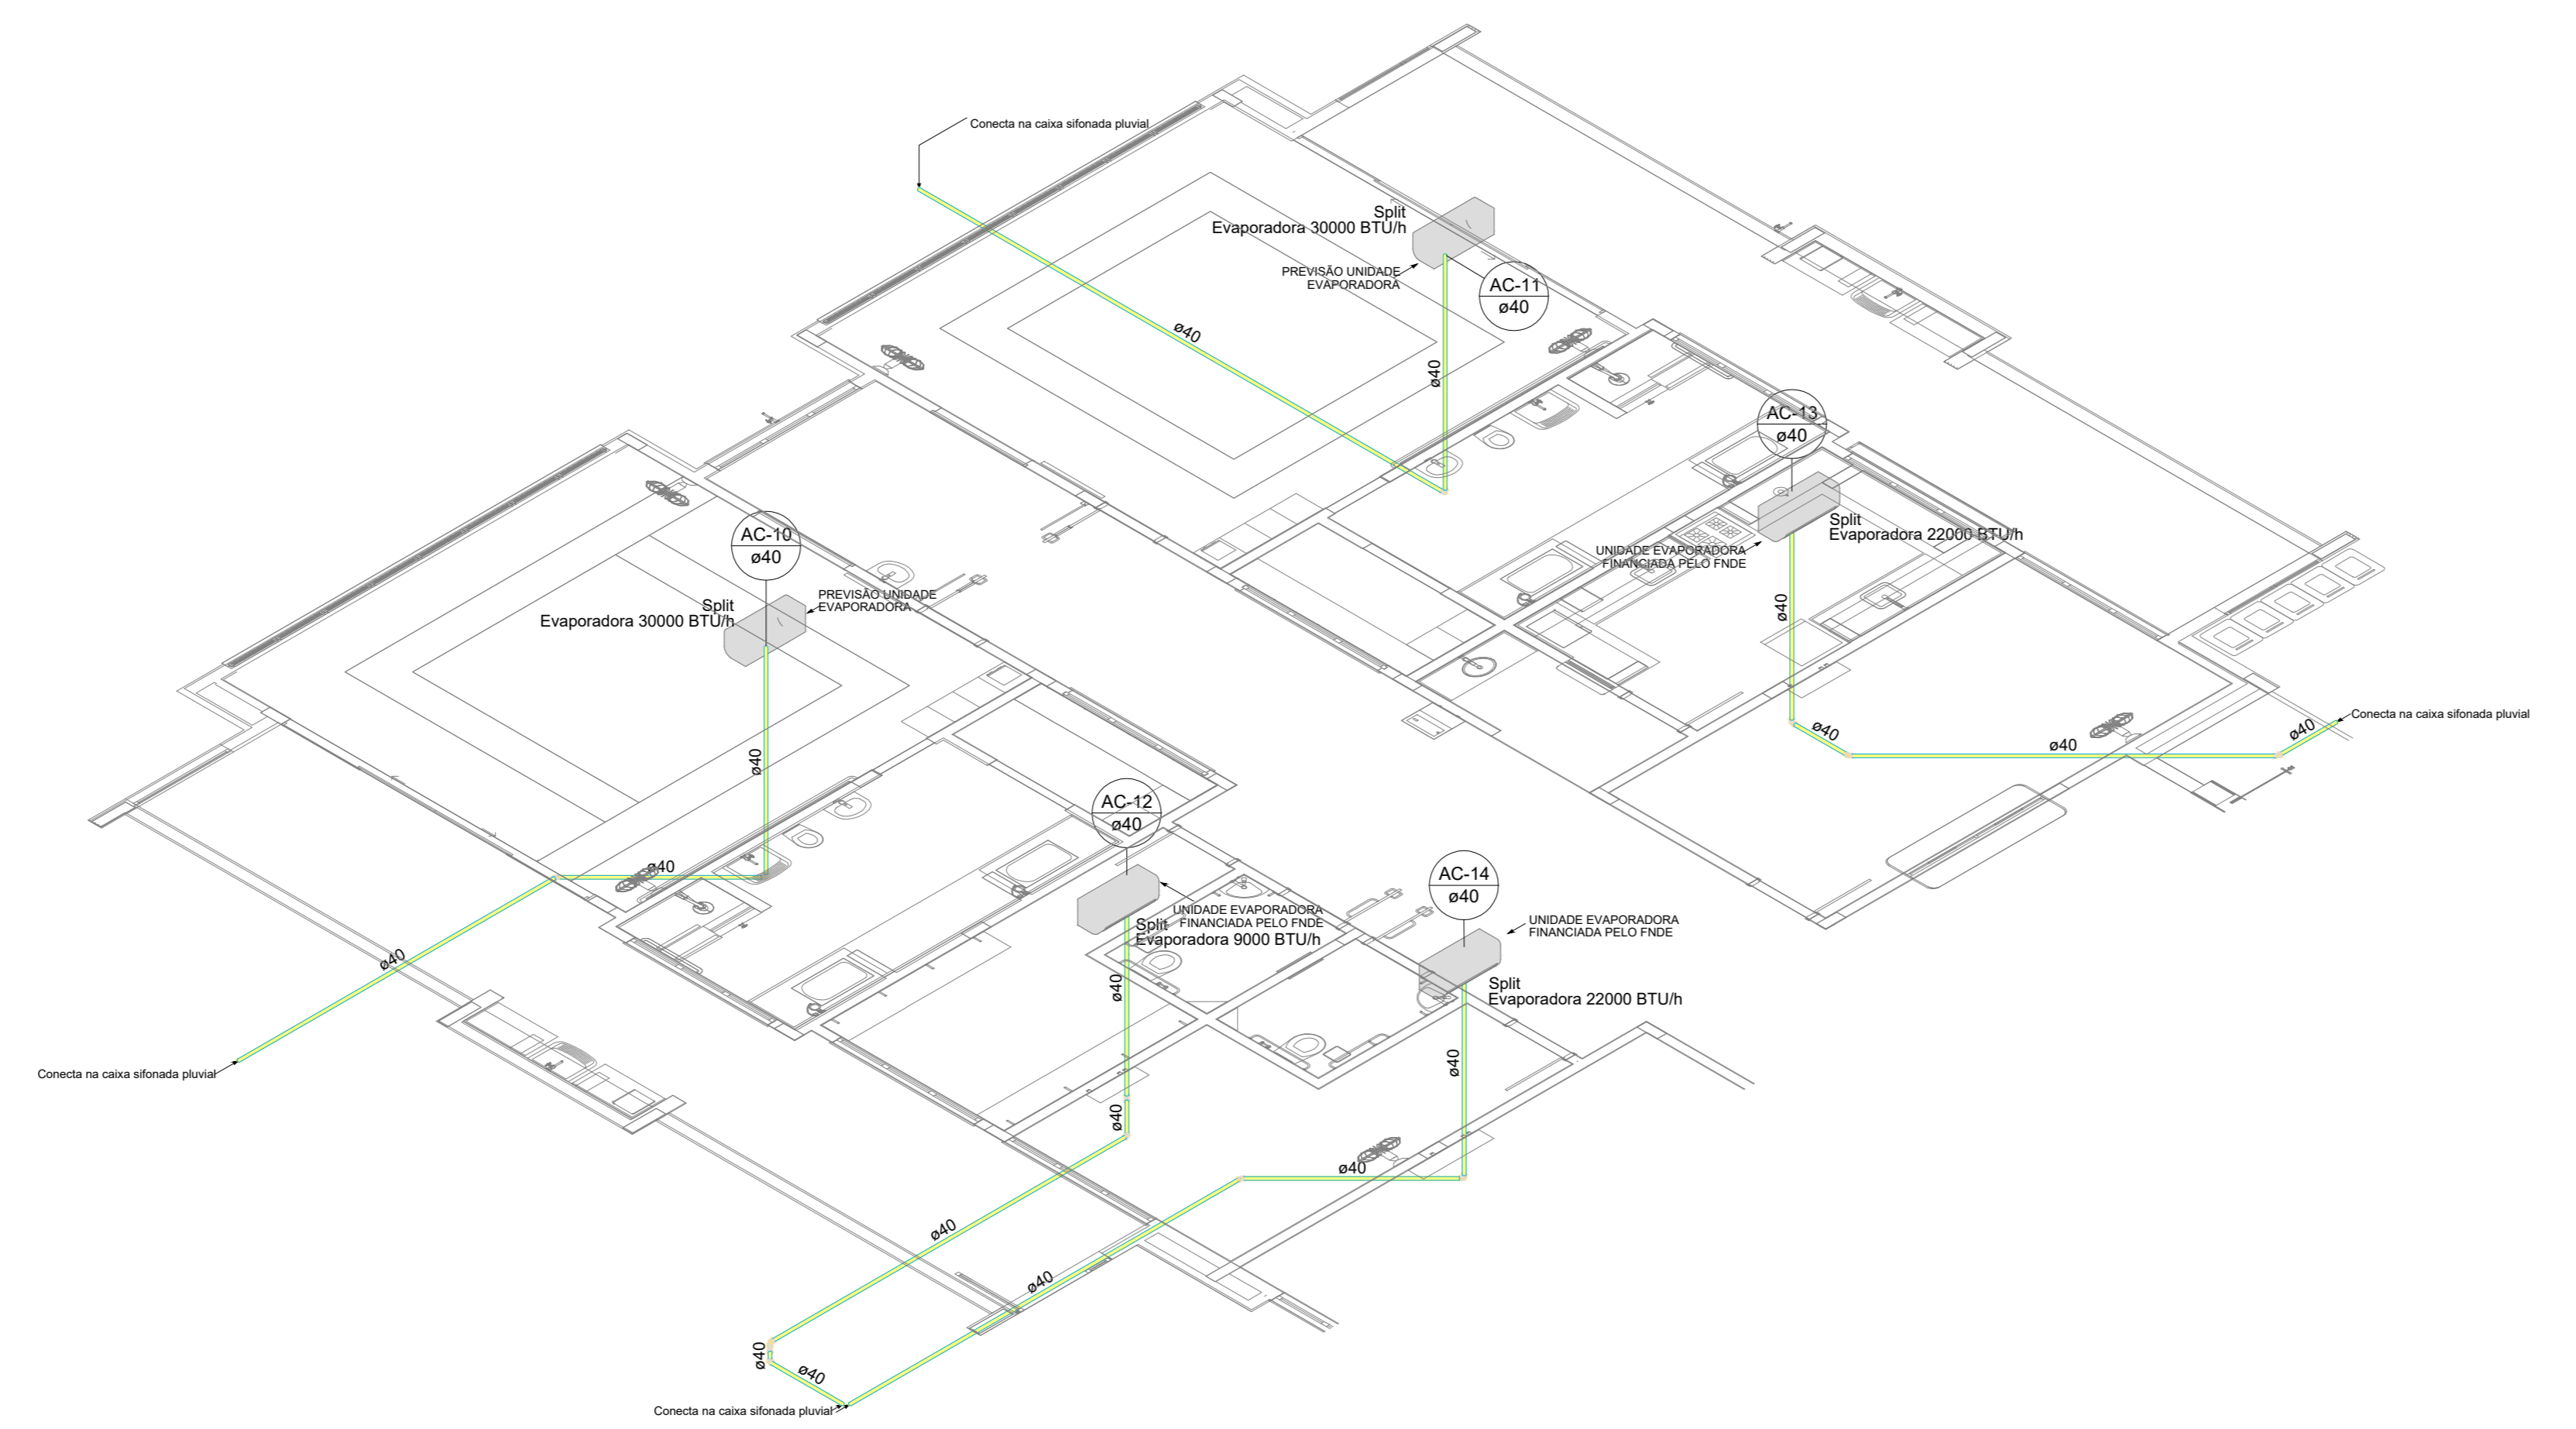 Conecta na caixa sifonada pluvial
Split
Evaporadora 30000 BTU/h
PREVISÃO UNIDADE
EVAPORADORA
AC-11
ø40
ø40
ø40
AC-13
ø40
Split
Evaporadora 22000 BTU/h
UNIDADE EVAPORADORA
FINANCIADA PELO FNDE
ø40
ø40
ø40
ø40
Conecta na caixa sifonada pluvial
AC-10
ø40
PREVISÃO UNIDADE
EVAPORADORA
Split
Evaporadora 30000 BTU/h
ø40
ø40
ø40
Conecta na caixa sifonada pluvial
AC-12
ø40
UNIDADE EVAPORADORA
FINANCIADA PELO FNDE
Split
Evaporadora 9000 BTU/h
ø40
ø40
ø40
ø40
ø40
AC-14
ø40
UNIDADE EVAPORADORA
FINANCIADA PELO FNDE
Split
Evaporadora 22000 BTU/h
ø40
ø40
ø40
Conecta na caixa sifonada pluvial